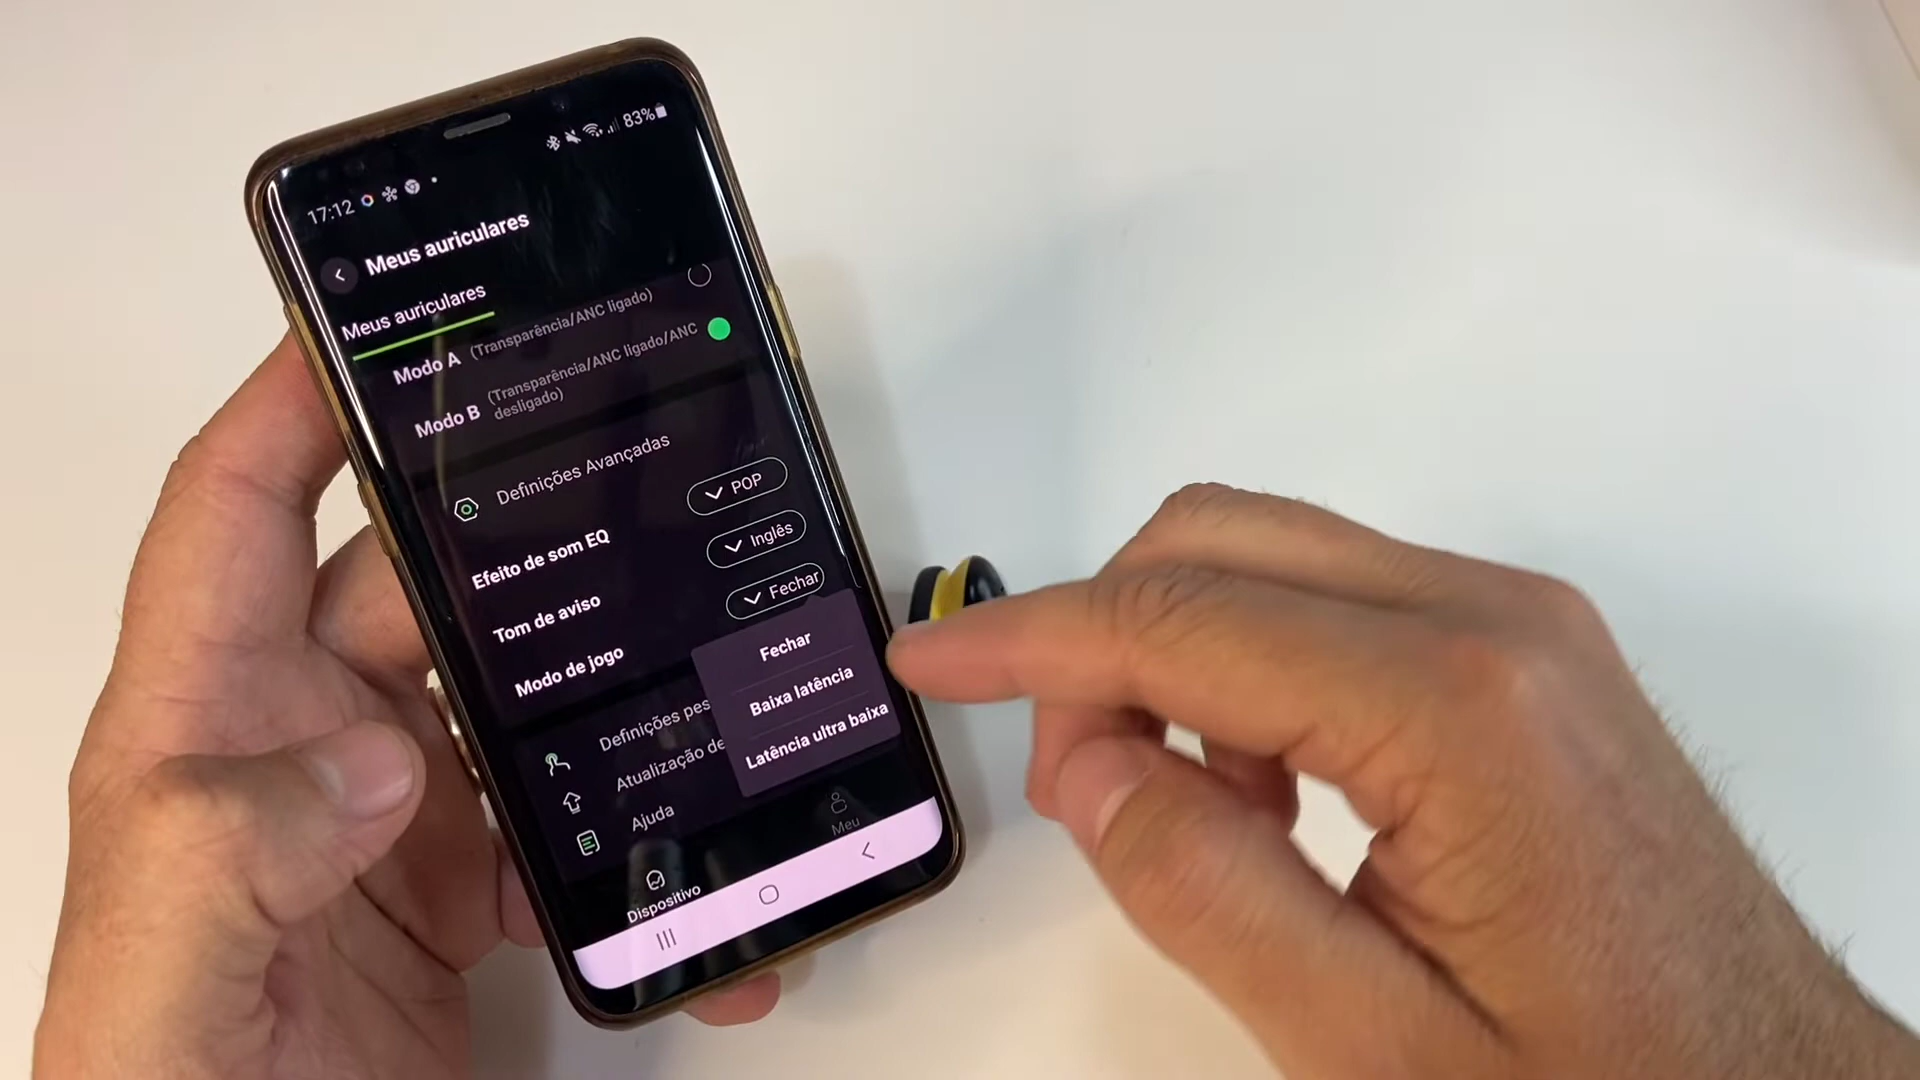 17:12
83%
Meus auriculares
Meus auriculares
Modo A (Transparência/ANC ligado)
Modo B (Transparência/ANC ligado/ANC
desligado)
Definições Avançadas
Efeito de som EQ POP
Tom de aviso Inglês
Modo de jogo Fechar
Fechar
Baixa latência
Latência ultra baixa
Definições pes
Atualização de
Ajuda
Dispositivo
Meu